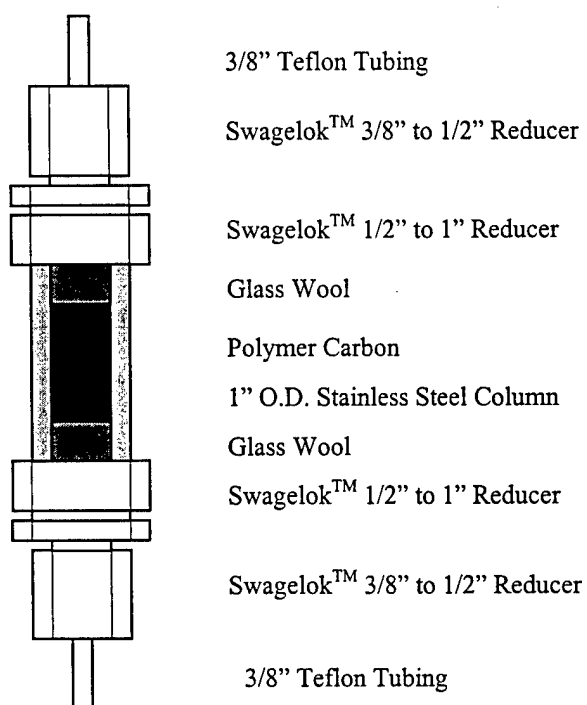 3/8” Teflon Tubing
Swagelok™ 3/8” to 1/2” Reducer
Swagelok™ 1/2” to 1” Reducer
Glass Wool
Polymer Carbon
1” O.D. Stainless Steel Column
Glass Wool
Swagelok™ 1/2” to 1” Reducer
Swagelok™ 3/8” to 1/2” Reducer
3/8” Teflon Tubing